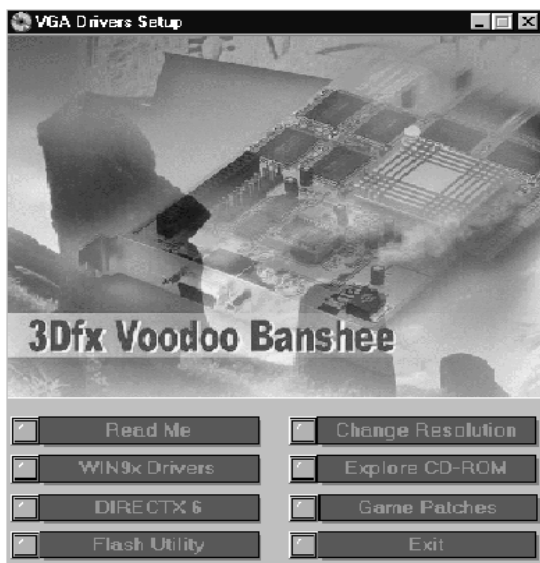 VGA Drivers Setup
3Dfx Voodoo Banshee
Read Me
Change Resolution
WIN9x Drivers
Explore CD-ROM
DIRECTX 6
Game Patches
Flash Utility
Exit